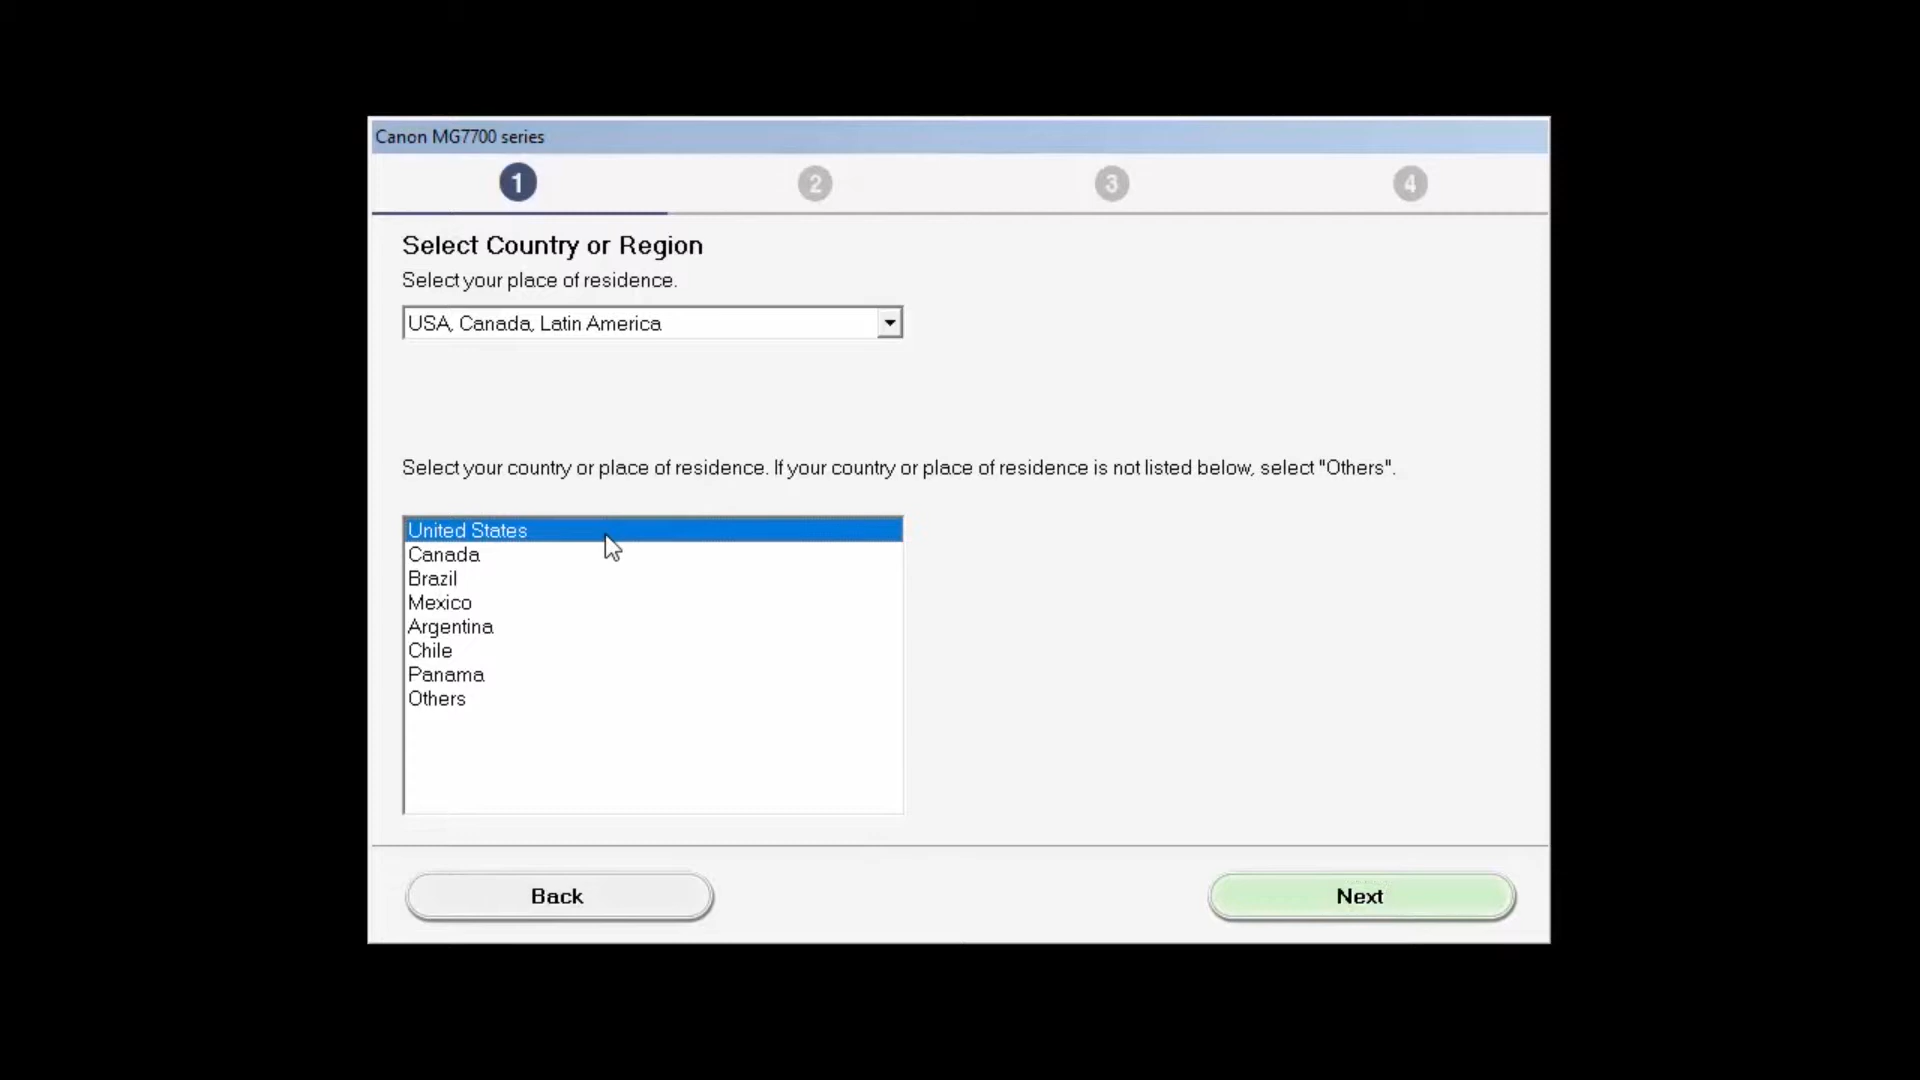 Canon MG7700 series
1 2 3 4
Select Country or Region
Select your place of residence.
USA, Canada, Latin America
Select your country or place of residence. If your country or place of residence is not listed below, select "Others".
United States
Canada
Brazil
Mexico
Argentina
Chile
Panama
Others
Back Next